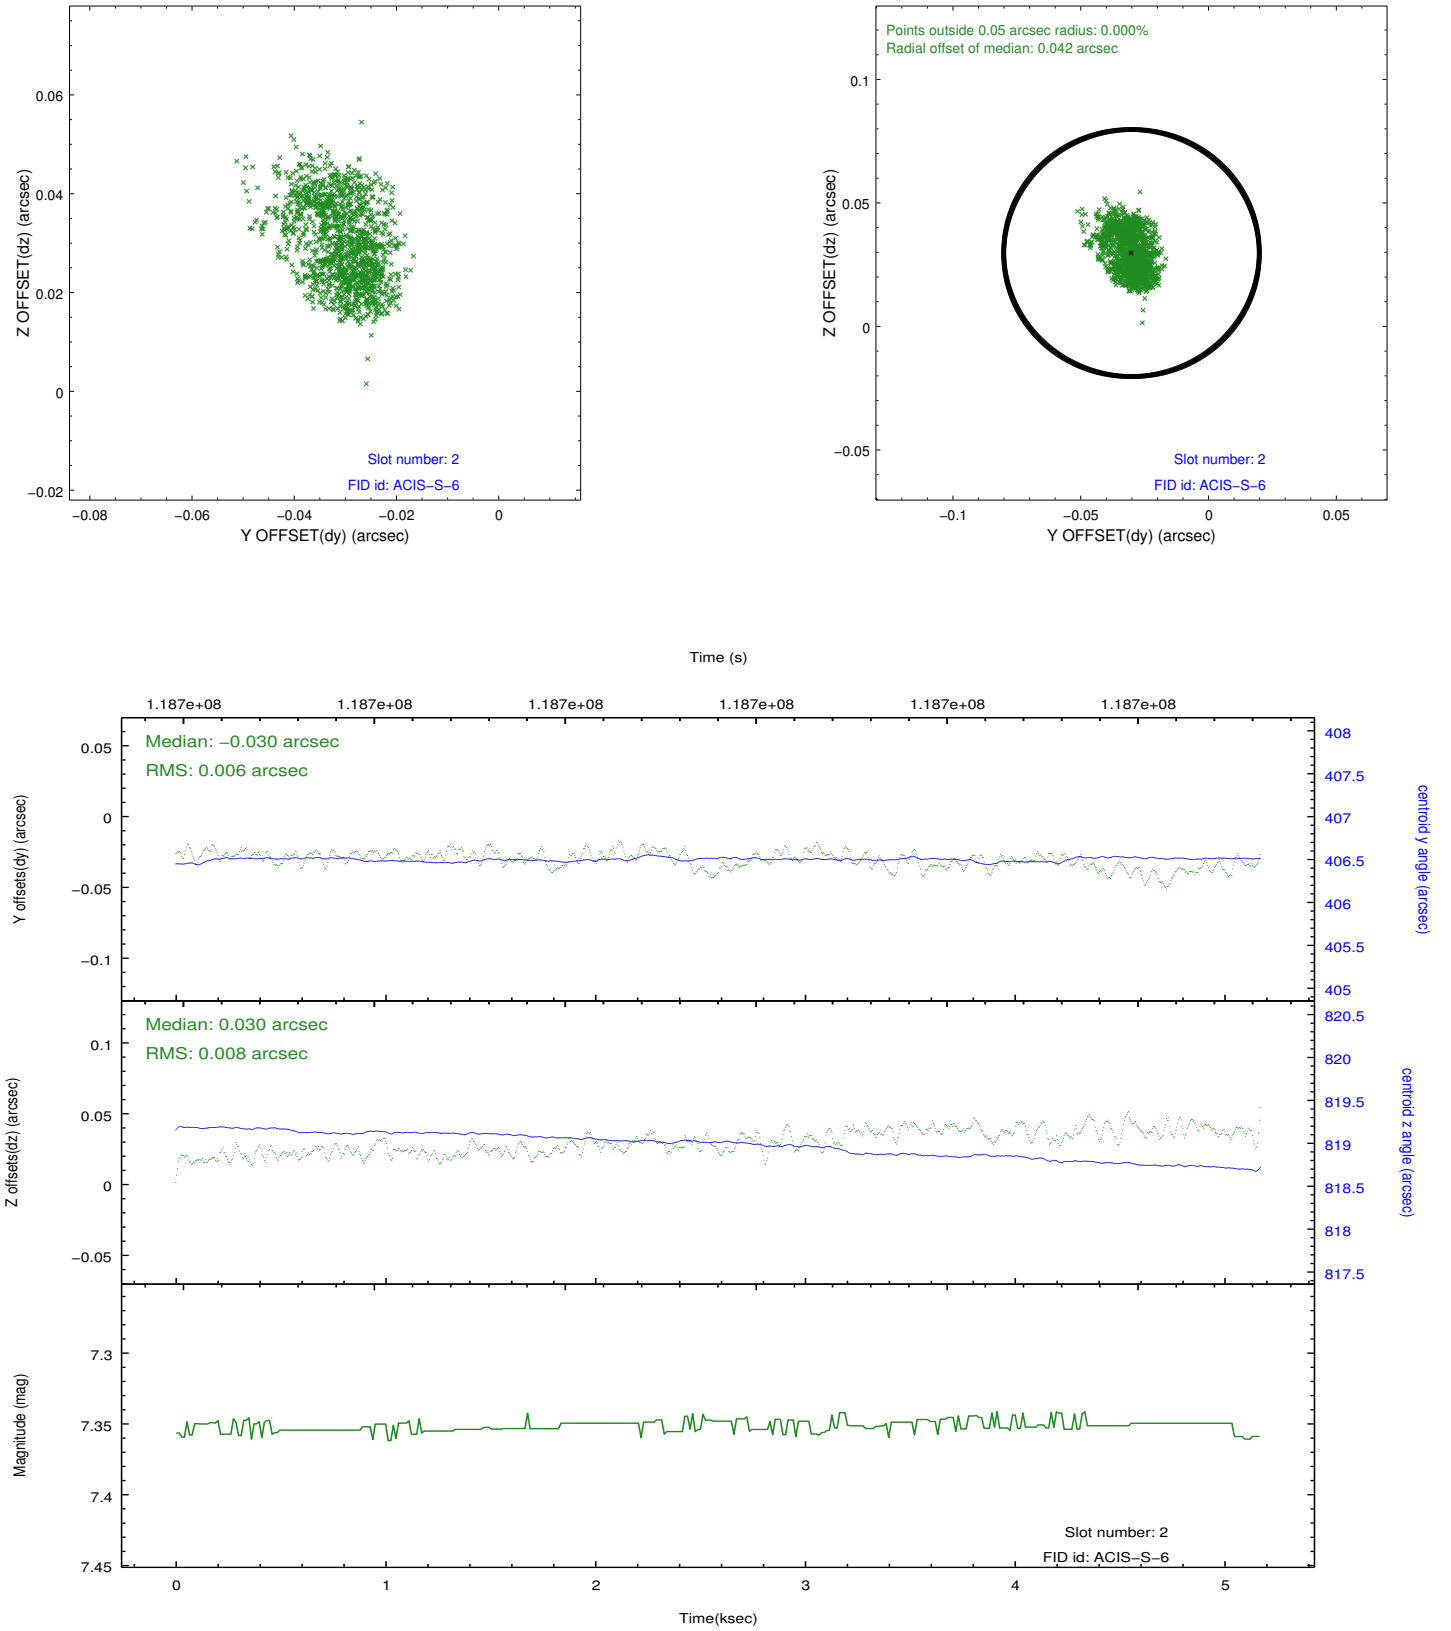 0.06
0.04
0.02
0
−0.02
Z OFFSET(dz) (arcsec)
−0.08
−0.06
−0.04
−0.02
0
Y OFFSET(dy) (arcsec)
Slot number: 2
FID id: ACIS−S−6
Points outside 0.05 arcsec radius: 0.000%
Radial offset of median: 0.042 arcsec
0.1
0.05
0
−0.05
Z OFFSET(dz) (arcsec)
−0.1
−0.05
0
0.05
Y OFFSET(dy) (arcsec)
Slot number: 2
FID id: ACIS−S−6
Time (s)
1.187e+08
1.187e+08
1.187e+08
1.187e+08
1.187e+08
1.187e+08
Median: −0.030 arcsec
RMS: 0.006 arcsec
0.05
0
−0.05
−0.1
Y offsets(dy) (arcsec)
408
407.5
407
406.5
406
405.5
405
centroid y angle (arcsec)
Median: 0.030 arcsec
RMS: 0.008 arcsec
0.1
0.05
0
−0.05
Z offsets(dz) (arcsec)
820.5
820
819.5
819
818.5
818
817.5
centroid z angle (arcsec)
7.3
7.35
7.4
7.45
Magnitude (mag)
Slot number: 2
FID id: ACIS−S−6
0
1
2
3
4
5
Time(ksec)